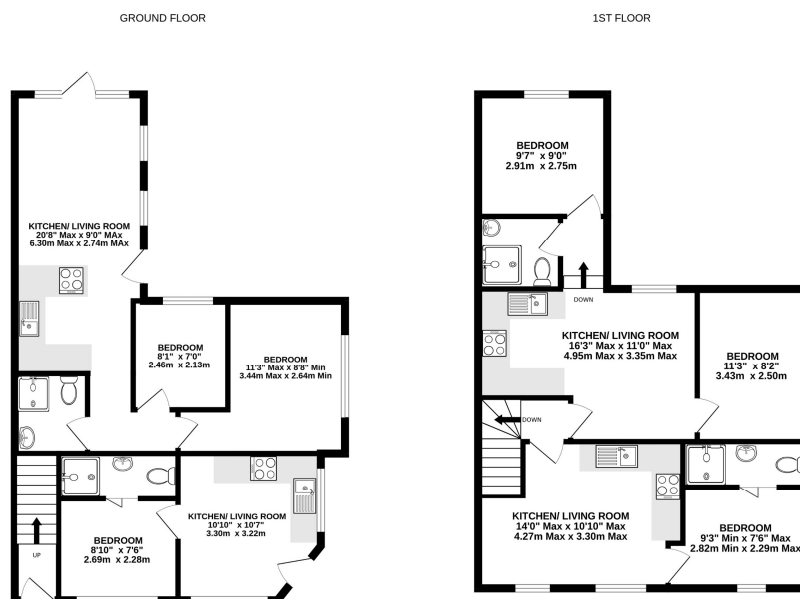 GROUND FLOOR
KITCHEN/ LIVING ROOM
20'8" Max x 9'0" MAx
6.30m Max x 2.74m MAx
BEDROOM
8'1" x 7'0"
2.46m x 2.13m
BEDROOM
11'3" Max x 8'8" Min
3.44m Max x 2.64m Min
UP
BEDROOM
8'10" x 7'6"
2.69m x 2.28m
KITCHEN/ LIVING ROOM
10'10" x 10'7"
3.30m x 3.22m
1ST FLOOR
BEDROOM
9'7" x 9'0"
2.91m x 2.75m
DOWN
KITCHEN/ LIVING ROOM
16'3" Max x 11'0" Max
4.95m Max x 3.35m Max
BEDROOM
11'3" x 8'2"
3.43m x 2.50m
DOWN
KITCHEN/ LIVING ROOM
14'0" Max x 10'10" Max
4.27m Max x 3.30m Max
BEDROOM
9'3" Min x 7'6" Max
2.82m Min x 2.29m Max